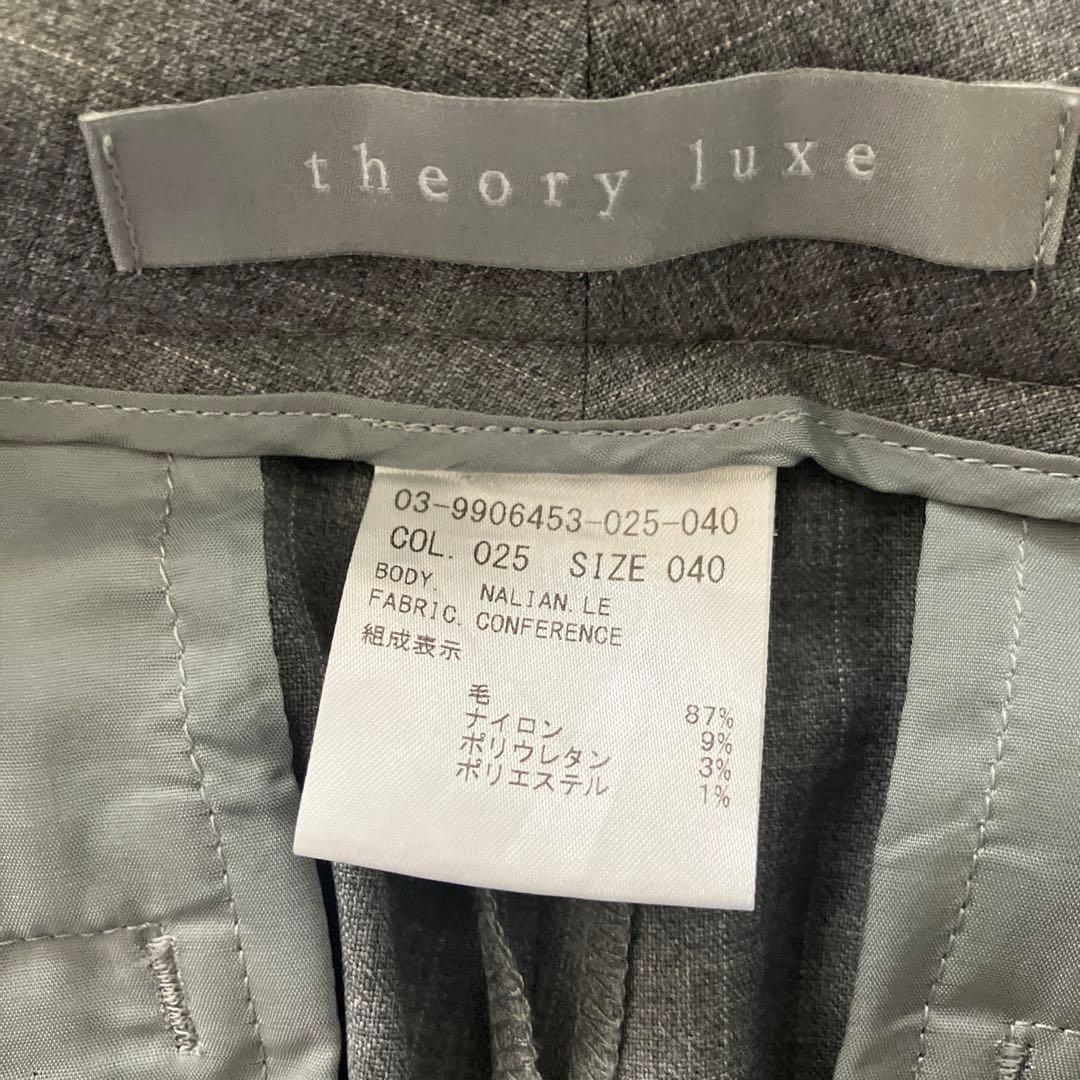 theory luxe
03-9906453-025-040
COL. 025 SIZE 040
BODY. NALIAN.LE
FABRIC. CONFERENCE
組成表示
毛 87%
ナイロン 9%
ポリウレタン 3%
ポリエステル 1%